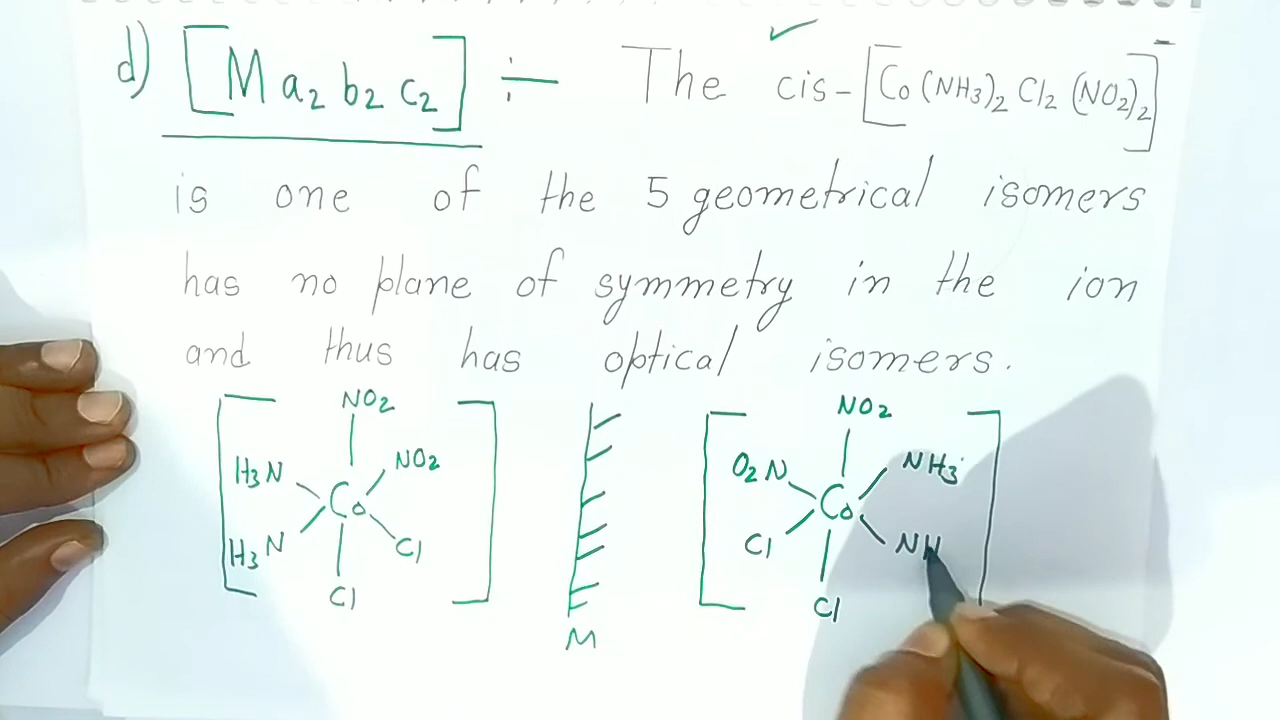 d) [M a₂ b₂ c₂] ÷ The cis-[Co (NH3)₂ Cl₂ (NO₂)₂]⁻
is one of the 5 geometrical isomers
has no plane of symmetry in the ion
and thus has optical isomers.
NO₂ NO₂
H₃N NO₂ O₂N NH₃
Co Co
H₃N Cl Cl NH
Cl Cl
M